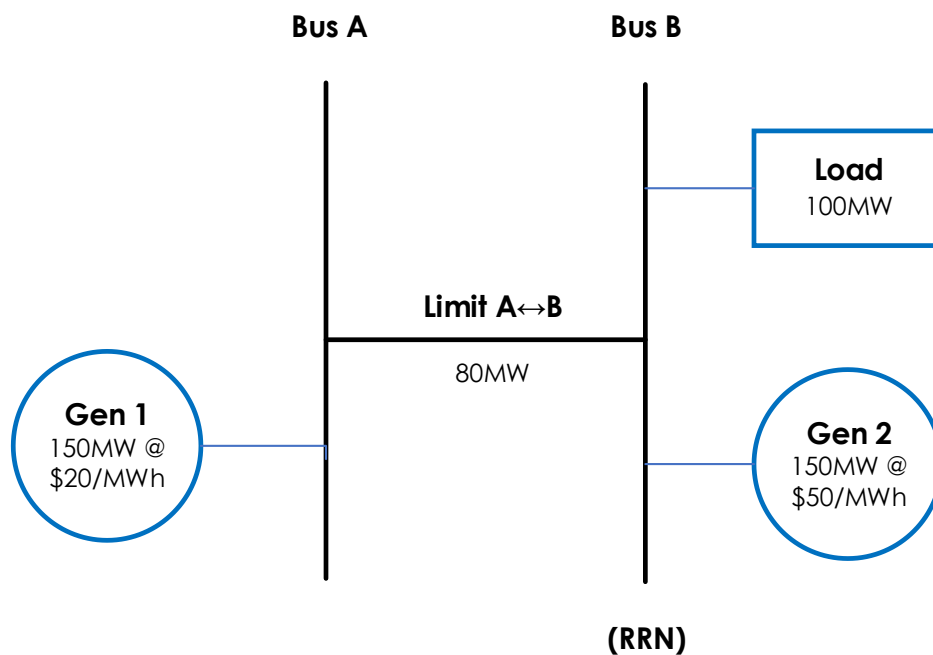 Bus A
Bus B
Load
100MW
Limit A↔B
80MW
Gen 1
150MW @
$20/MWh
Gen 2
150MW @
$50/MWh
(RRN)